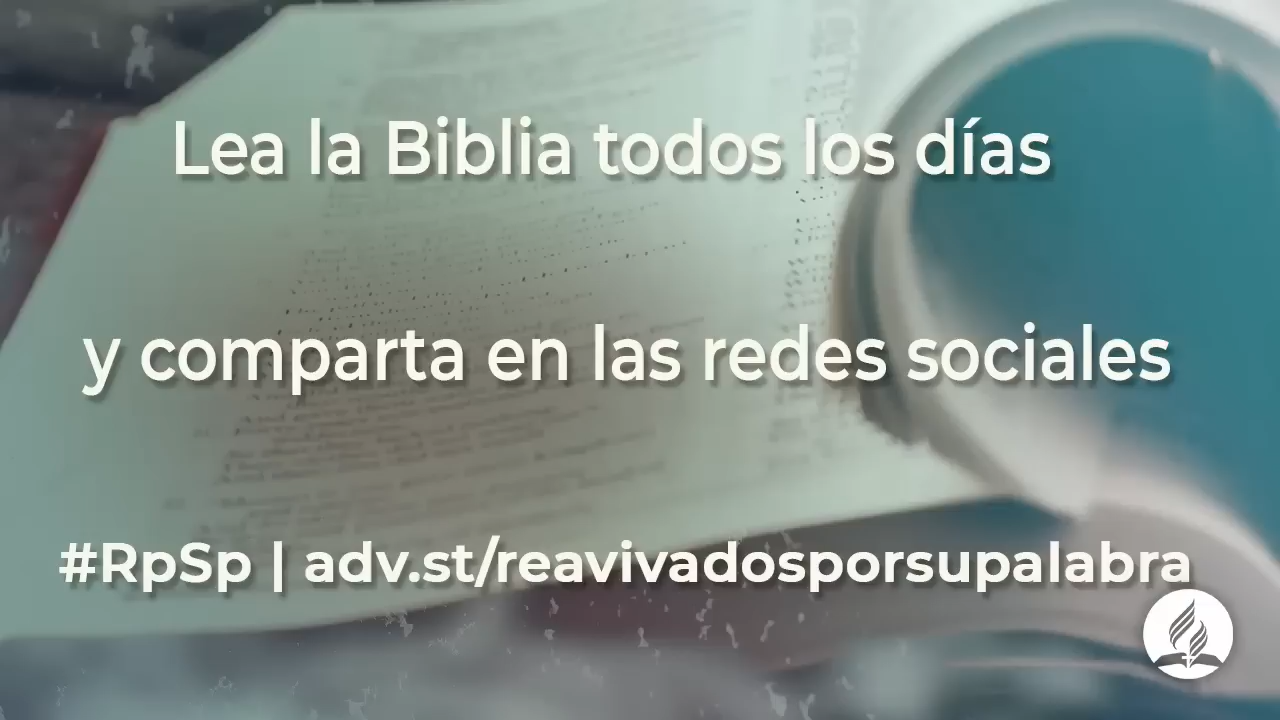 Lea la Biblia todos los días
y comparta en las redes sociales
#RpSp | adv.st/reavivadosporsupalabra